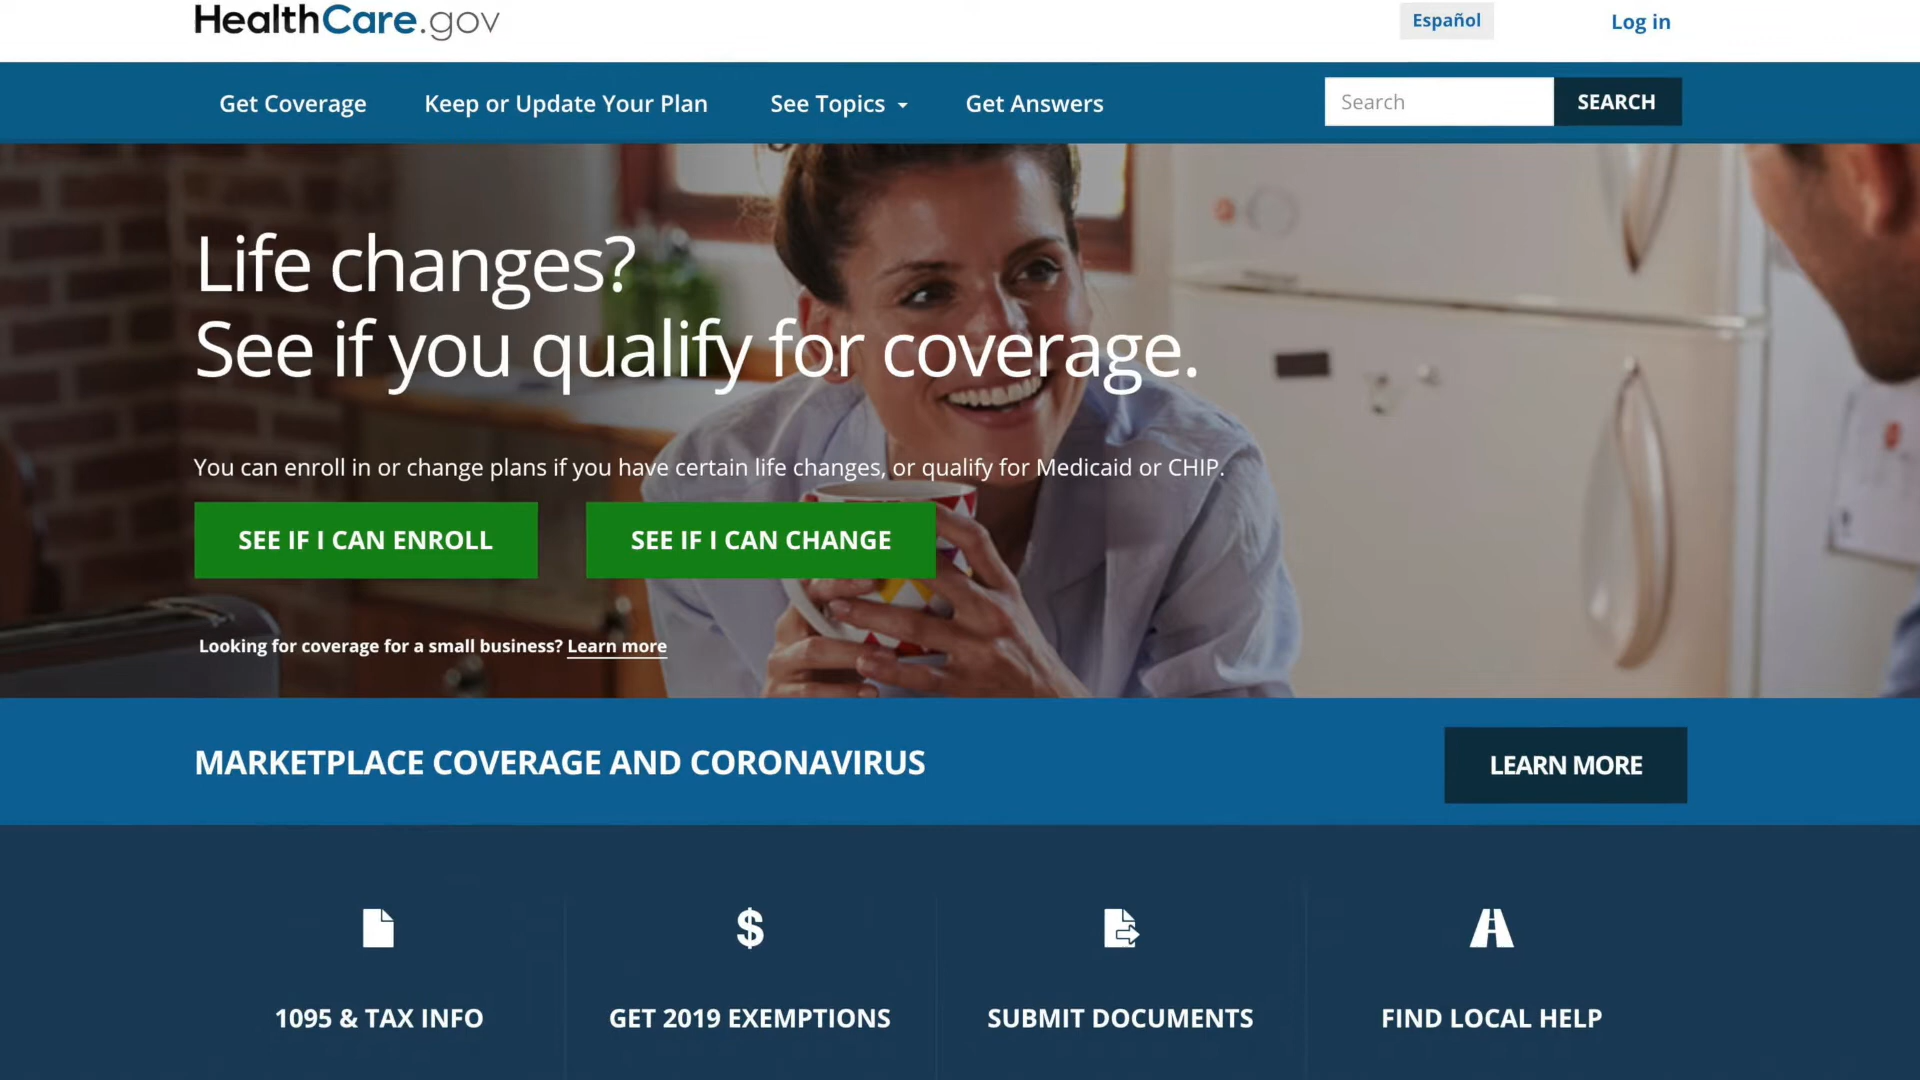 HealthCare.gov
Español
Log in
Get Coverage
Keep or Update Your Plan
See Topics
Get Answers
Search
SEARCH
Life changes?
See if you qualify for coverage.
You can enroll in or change plans if you have certain life changes, or qualify for Medicaid or CHIP.
SEE IF I CAN ENROLL
SEE IF I CAN CHANGE
Looking for coverage for a small business? Learn more
MARKETPLACE COVERAGE AND CORONAVIRUS
LEARN MORE
$
1095 & TAX INFO
GET 2019 EXEMPTIONS
SUBMIT DOCUMENTS
FIND LOCAL HELP